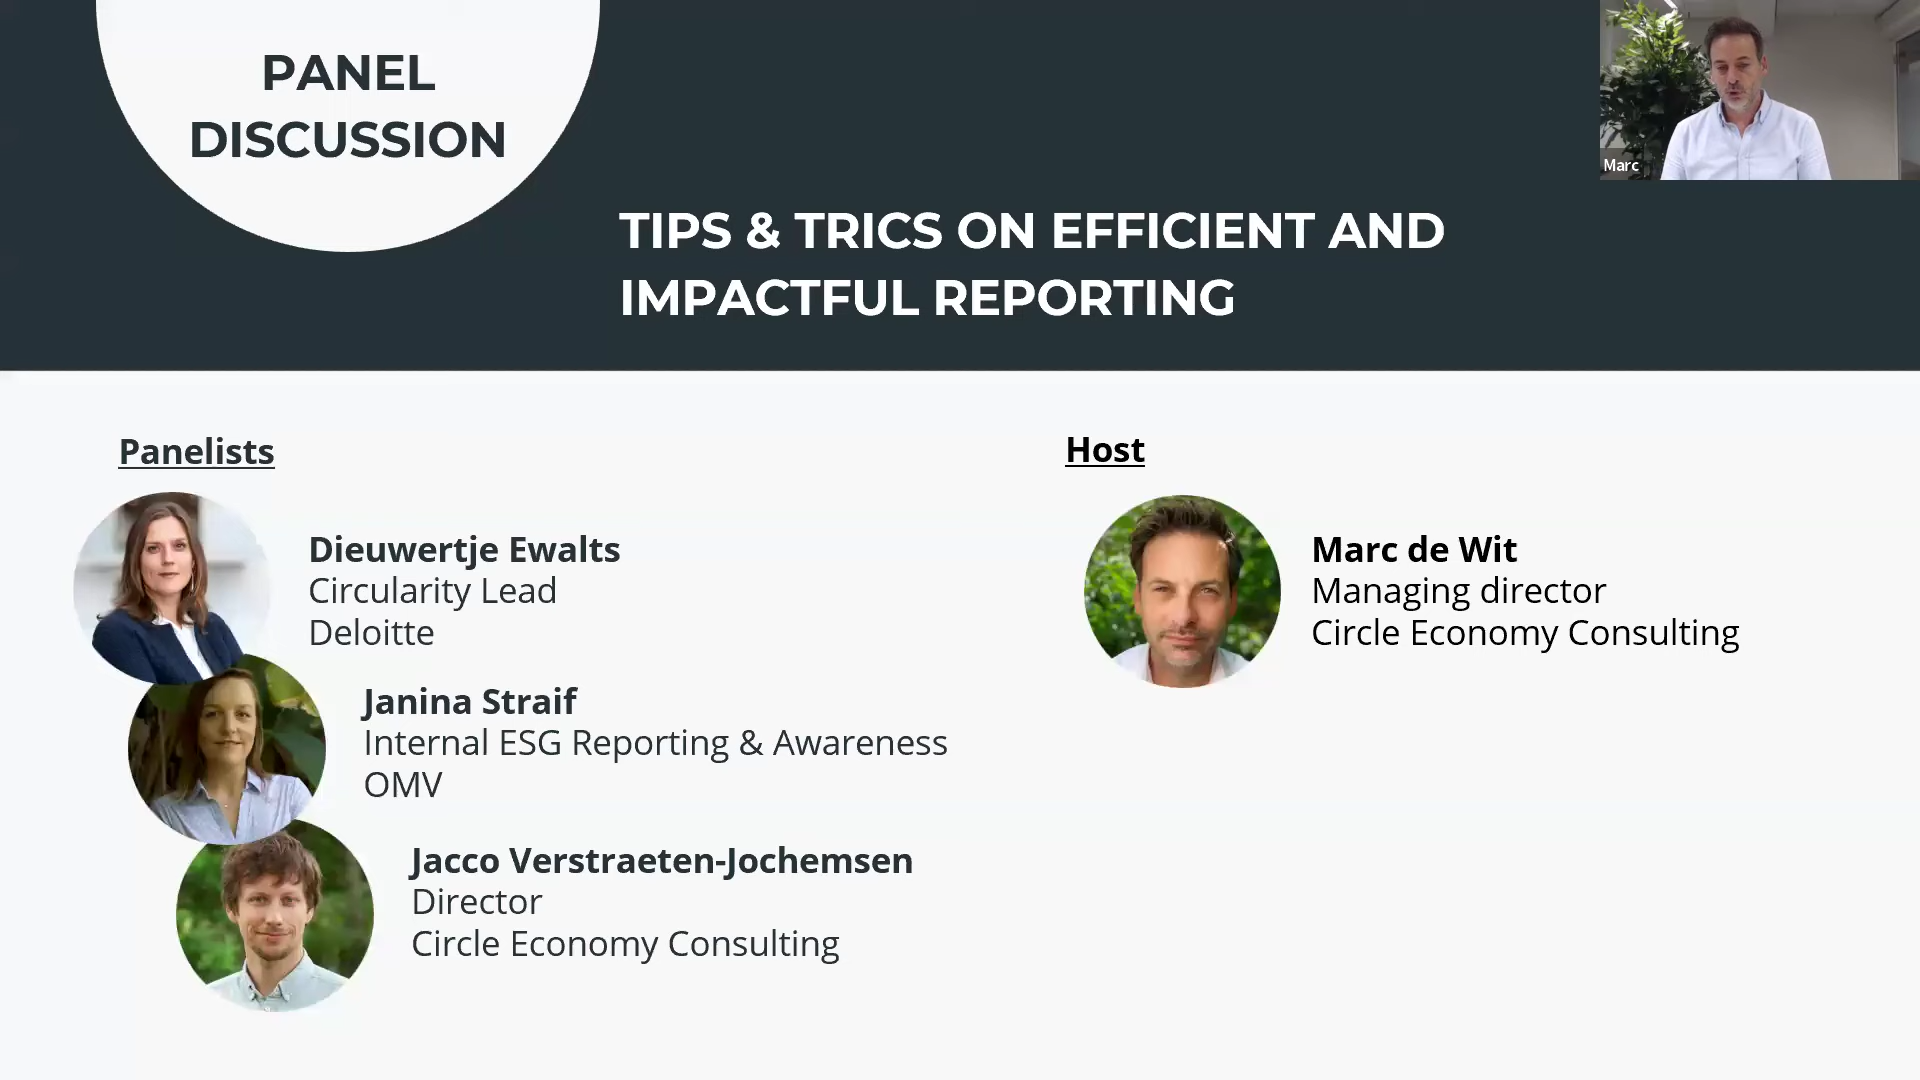 PANEL
DISCUSSION
Marc
TIPS & TRICS ON EFFICIENT AND
IMPACTFUL REPORTING
Panelists
Dieuwertje Ewalts
Circularity Lead
Deloitte
Janina Straif
Internal ESG Reporting & Awareness
OMV
Jacco Verstraeten-Jochemsen
Director
Circle Economy Consulting
Host
Marc de Wit
Managing director
Circle Economy Consulting